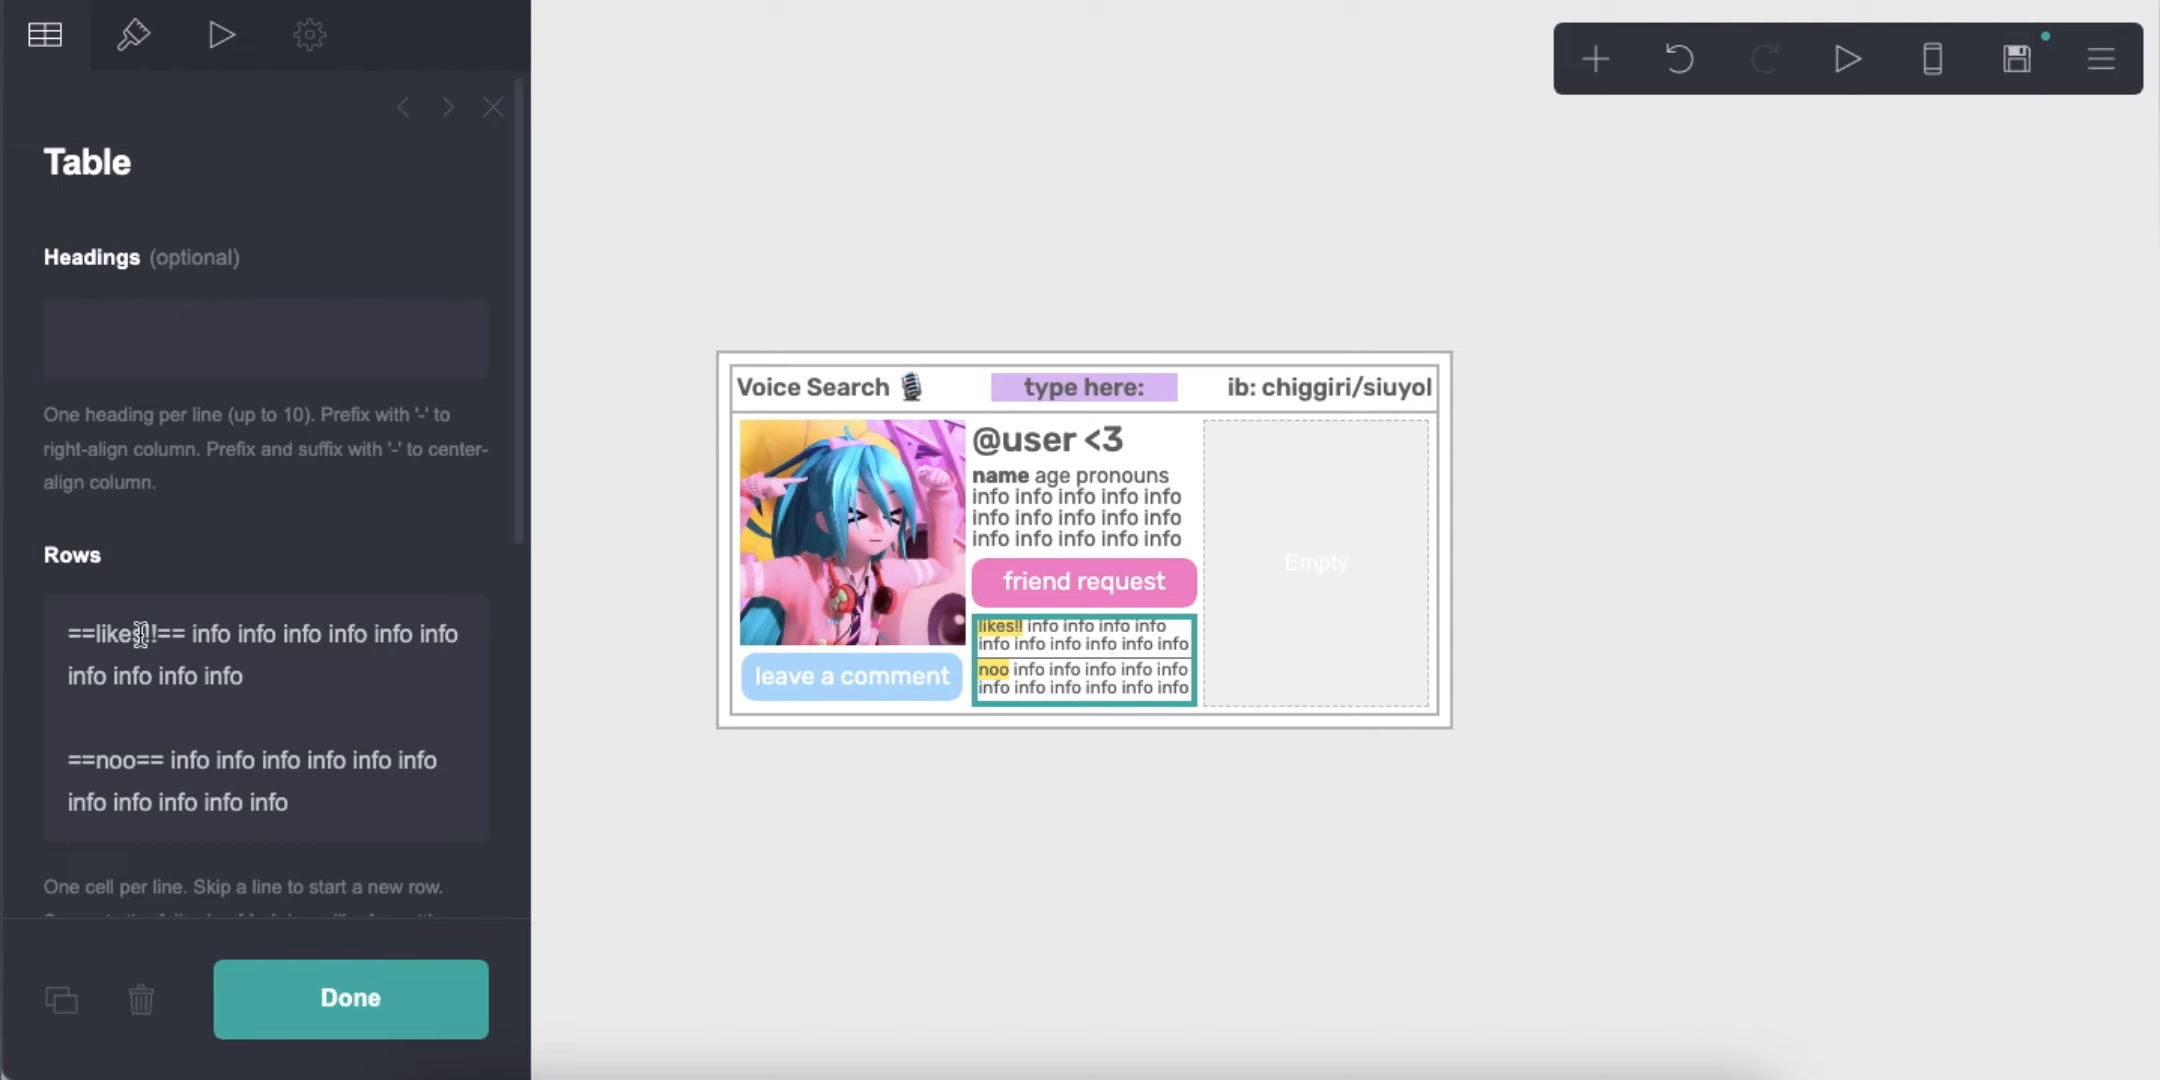 Table
Headings (optional)
One heading per line (up to 10). Prefix with '-' to
right-align column. Prefix and suffix with '-' to center-
align column.
Rows
==likes!!== info info info info info info
info info info info
==noo== info info info info info info
info info info info info
One cell per line. Skip a line to start a new row.
Done
Voice Search 🎙
type here:
ib: chiggiri/siuyol
@user <3
name age pronouns
info info info info info
info info info info info
info info info info info
friend request
likes!! info info info info
info info info info info info
noo info info info info info
info info info info info info
leave a comment
Empty